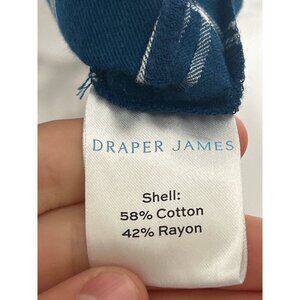 DRAPER JAMES
Shell:
58% Cotton
42% Rayon